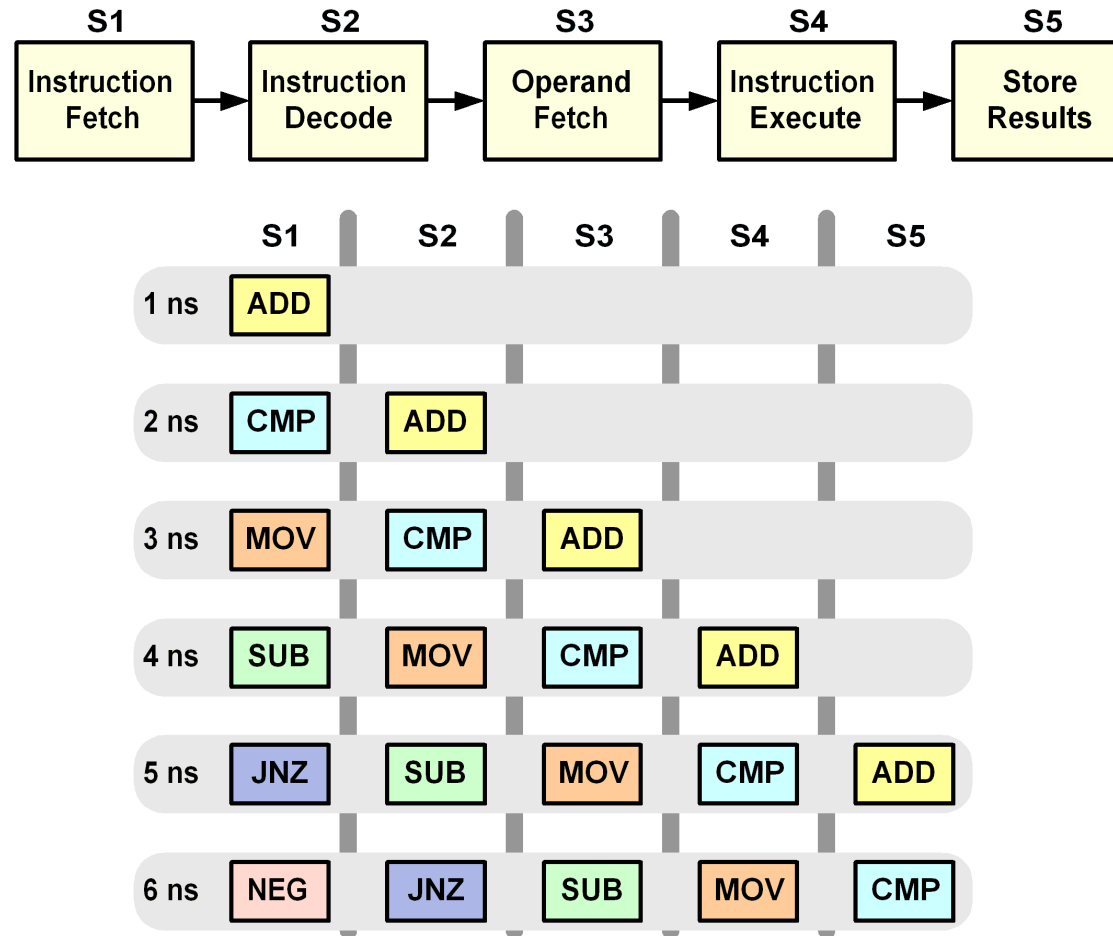 S1 S2 S3 S4 S5
Instruction Instruction Operand Instruction Store
Fetch Decode Fetch Execute Results
S1 S2 S3 S4 S5
1 ns ADD
2 ns CMP ADD
3 ns MOV CMP ADD
4 ns SUB MOV CMP ADD
5 ns JNZ SUB MOV CMP ADD
6 ns NEG JNZ SUB MOV CMP